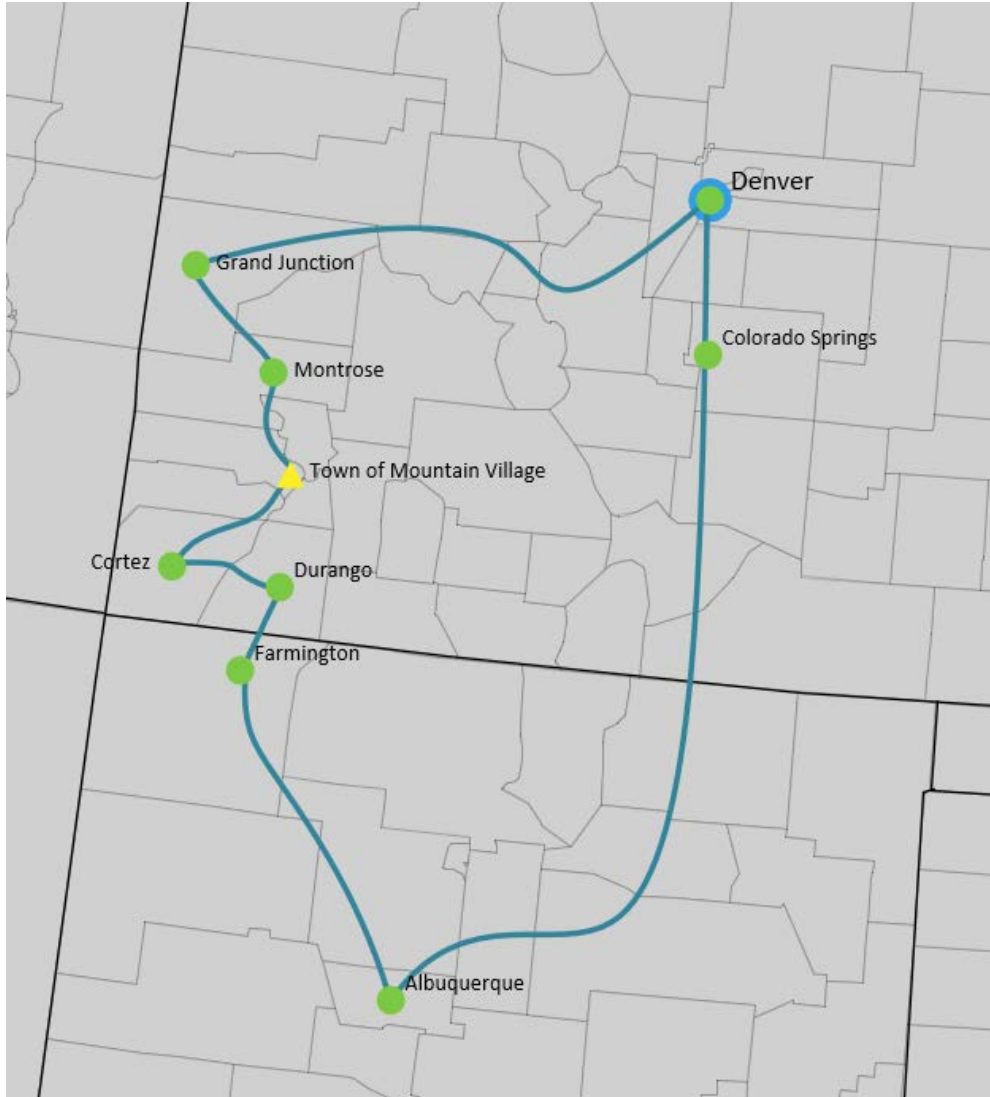 Denver
Grand Junction
Colorado Springs
Montrose
Town of Mountain Village
Cortez
Durango
Farmington
Albuquerque